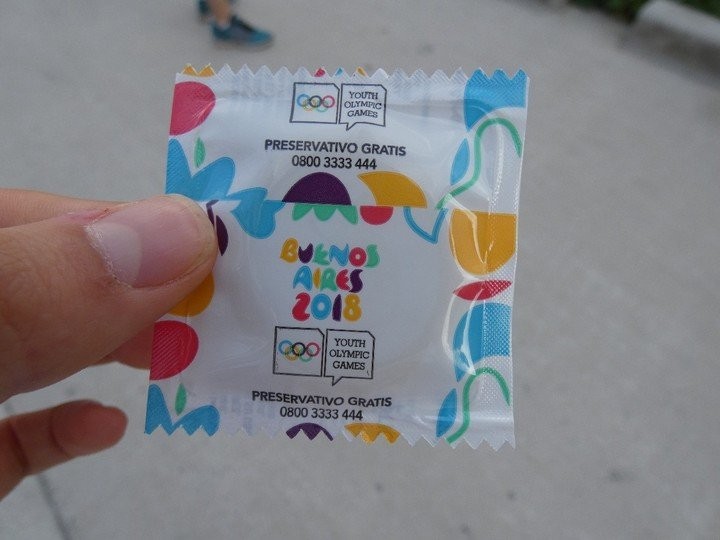 YOUTH
OLYMPIC
GAMES
PRESERVATIVO GRATIS
0800 3333 444
BUENOS
AIRES
2018
YOUTH
OLYMPIC
GAMES
PRESERVATIVO GRATIS
0800 3333 444